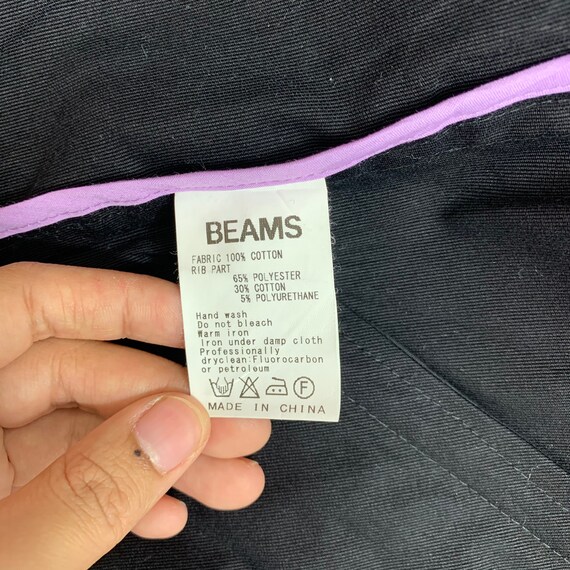 BEAMS
FABRIC 100% COTTON
RIB PART
65% POLYESTER
30% COTTON
5% POLYURETHANE
Hand wash
Do not bleach
Warm iron
Iron under damp cloth
Professionally
dryclean:Fluorocarbon
or petroleum
F
MADE IN CHINA